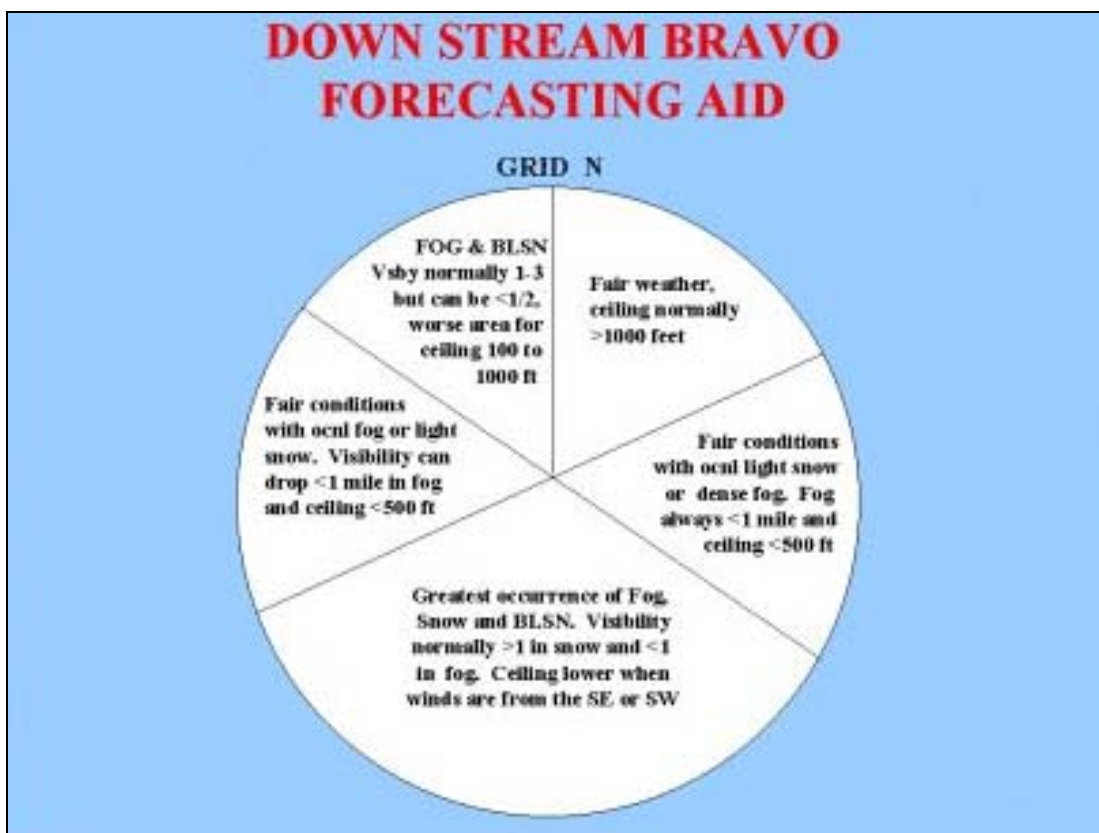 DOWN STREAM BRAVO
FORECASTING AID
GRID N
FOG & BLSN
Vsby normally 1-3
but can be <1/2,
worse area for
ceiling 100 to
1000 ft
Fair weather,
ceiling normally
>1000 feet
Fair conditions
with ocnl fog or light
snow. Visibility can
drop <1 mile in fog
and ceiling <500 ft
Fair conditions
with ocnl light snow
or dense fog. Fog
always <1 mile and
ceiling <500 ft
Greatest occurrence of Fog,
Snow and BLSN. Visibility
normally >1 in snow and <1
in fog. Ceiling lower when
winds are from the SE or SW